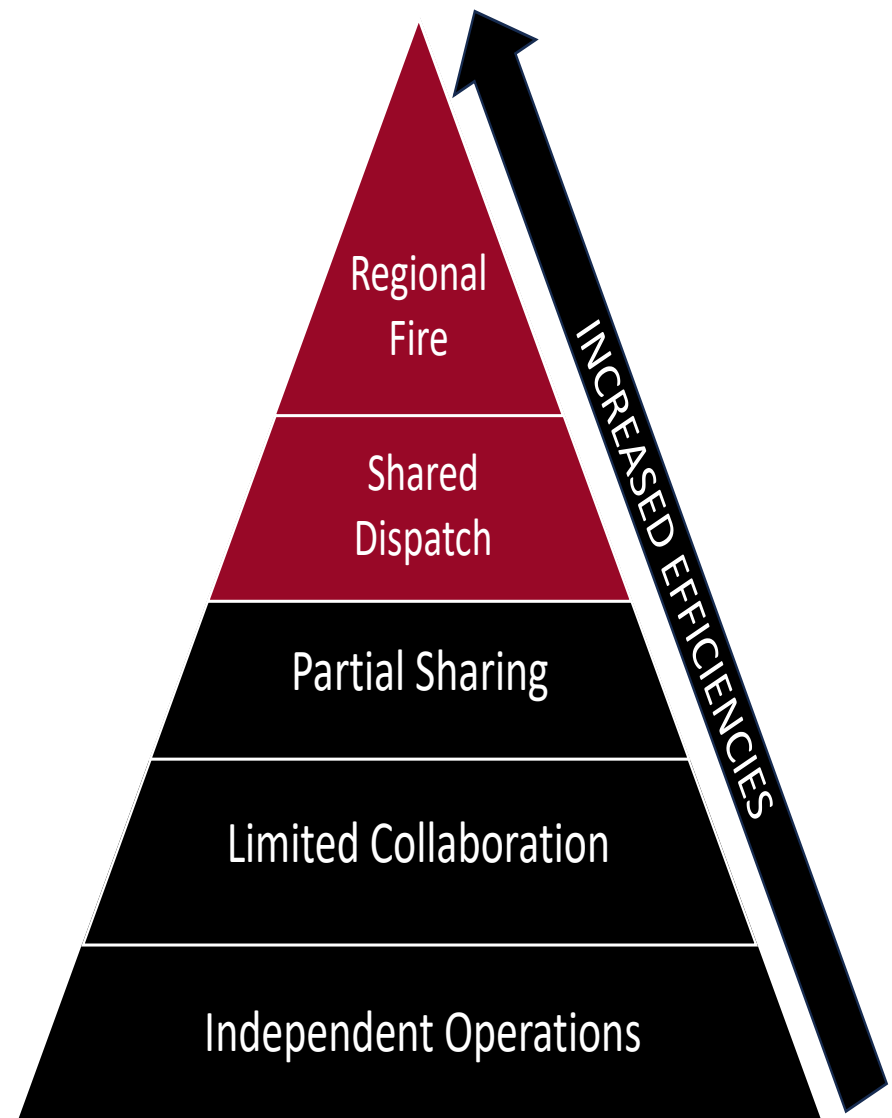 Regional
Fire
Shared
Dispatch
Partial Sharing
Limited Collaboration
Independent Operations
INCREASED EFFICIENCIES